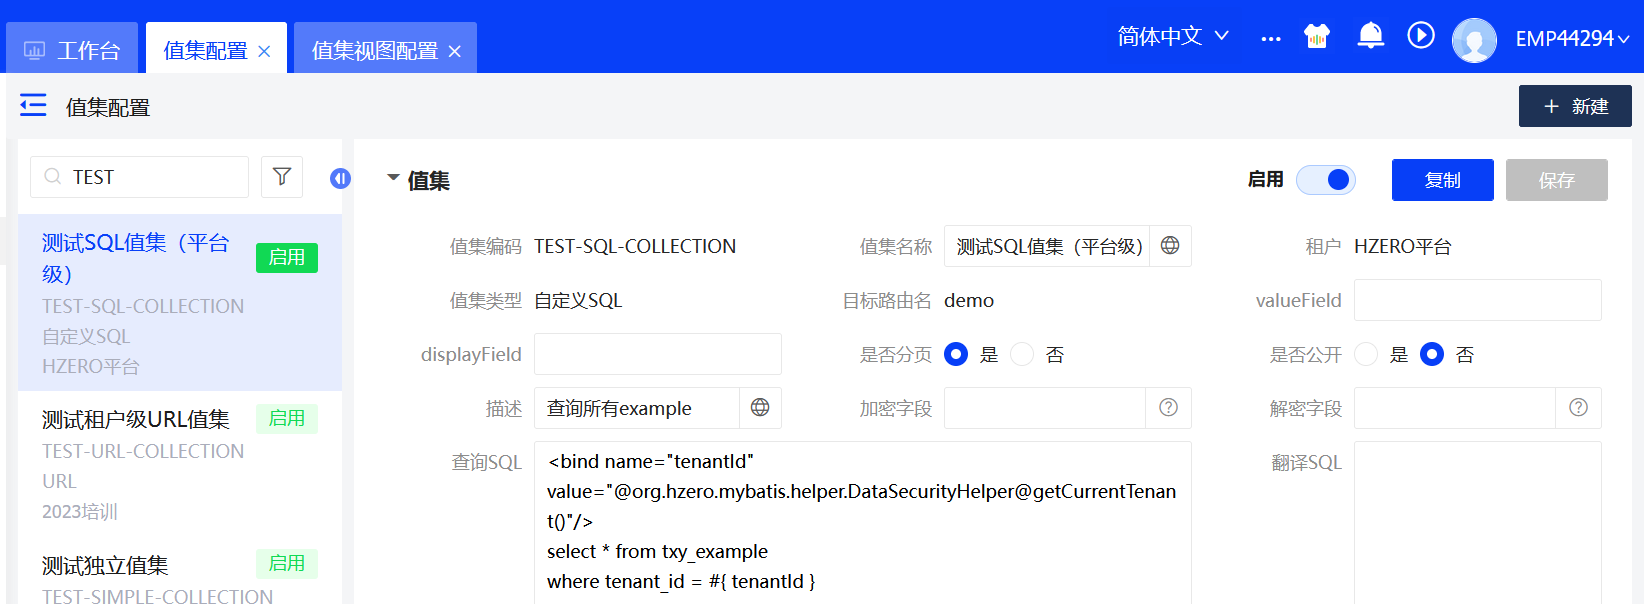 工作台
值集配置
值集视图配置
简体中文
EMP44294
值集配置
新建
TEST
值集
启用
复制
保存
测试SQL值集（平台
级）
启用
TEST-SQL-COLLECTION
自定义SQL
HZERO平台
测试租户级URL值集
启用
TEST-URL-COLLECTION
URL
2023培训
测试独立值集
启用
TEST-SIMPLE-COLLECTION
值集编码 TEST-SQL-COLLECTION
值集名称 测试SQL值集（平台级）
租户 HZERO平台
值集类型 自定义SQL
目标路由名 demo
valueField
displayField
是否分页 是 否
是否公开 是 否
描述 查询所有example
加密字段
解密字段
查询SQL
<bind name="tenantId"
value="@org.hzero.mybatis.helper.DataSecurityHelper@getCurrentTenan
t()"/>
select * from txy_example
where tenant_id = #{ tenantId }
翻译SQL